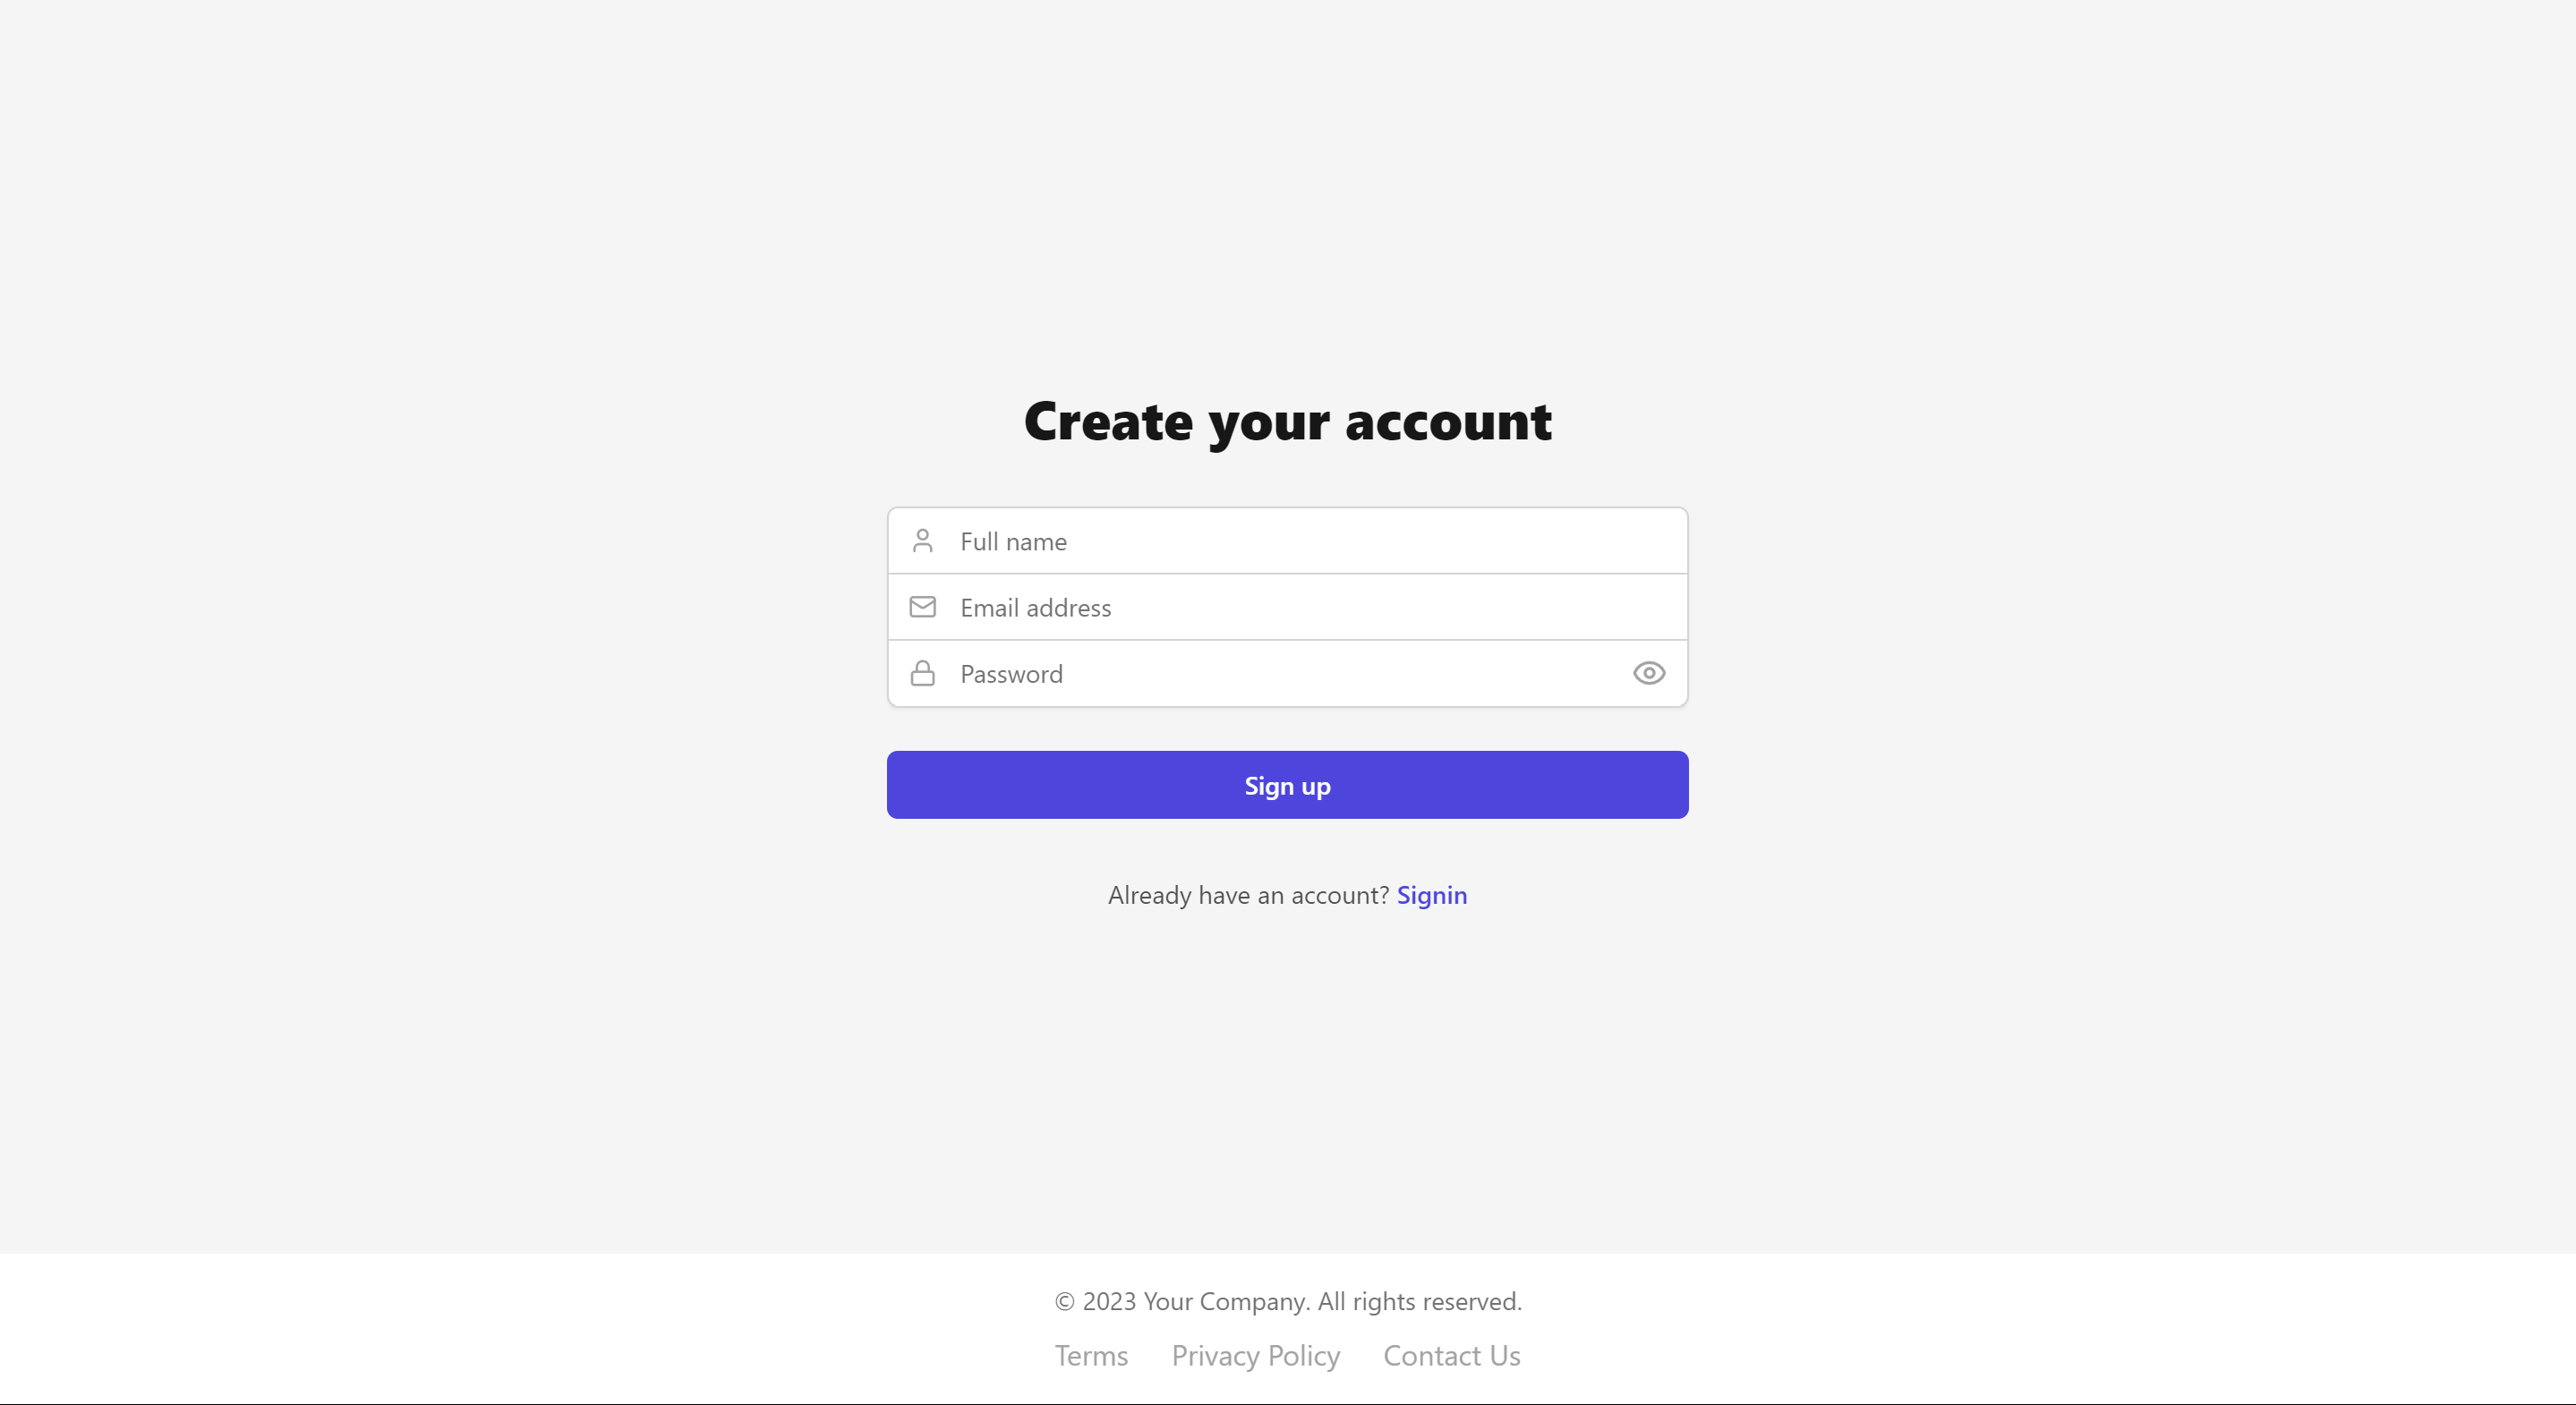 Create your account
Full name
Email address
Password
Sign up
Already have an account? Signin
© 2023 Your Company. All rights reserved.
Terms Privacy Policy Contact Us